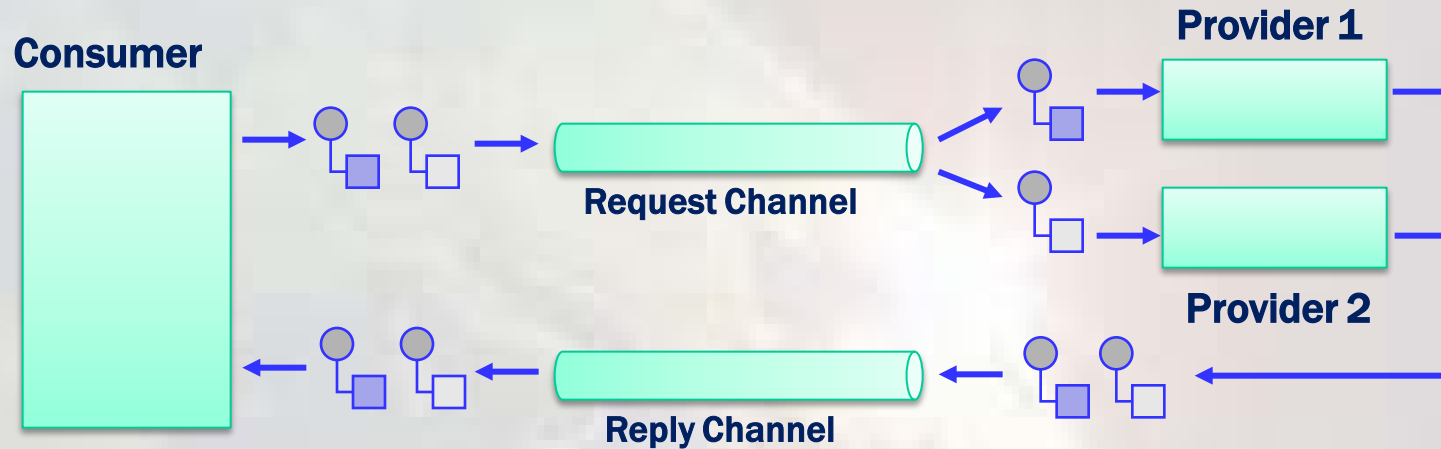 Provider 1
Consumer
Request Channel
Provider 2
Reply Channel